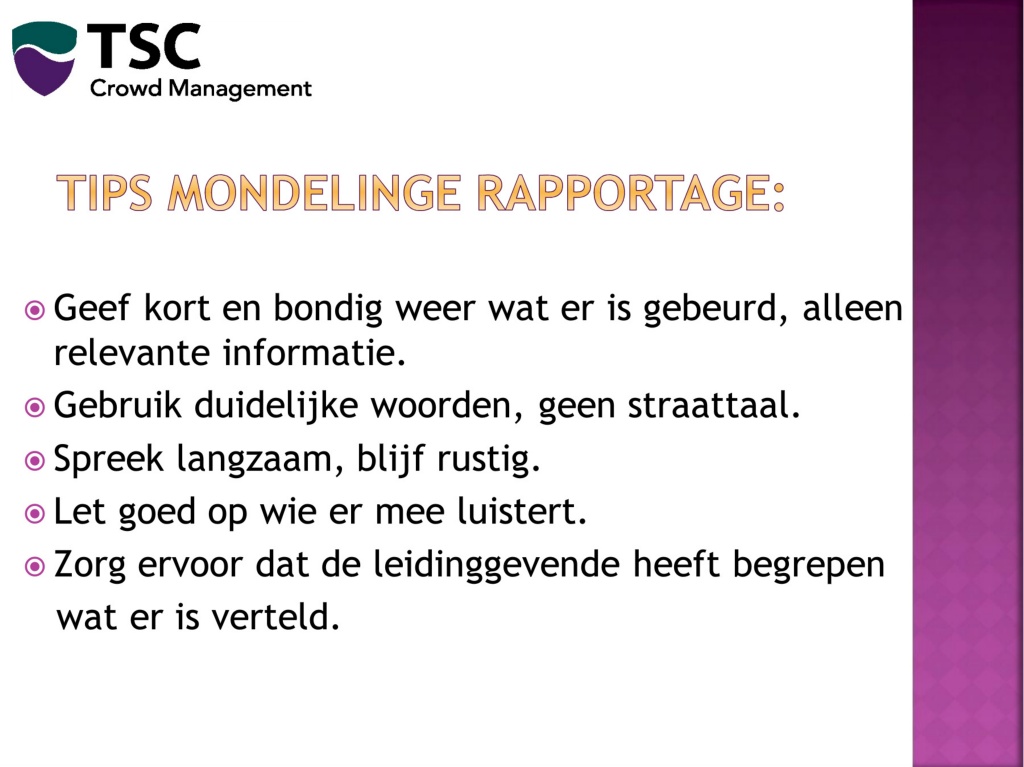 TSC
Crowd Management
TIPS MONDELINGE RAPPORTAGE:
Geef kort en bondig weer wat er is gebeurd, alleen
relevante informatie.
Gebruik duidelijke woorden, geen straattaal.
Spreek langzaam, blijf rustig.
Let goed op wie er mee luistert.
Zorg ervoor dat de leidinggevende heeft begrepen
wat er is verteld.